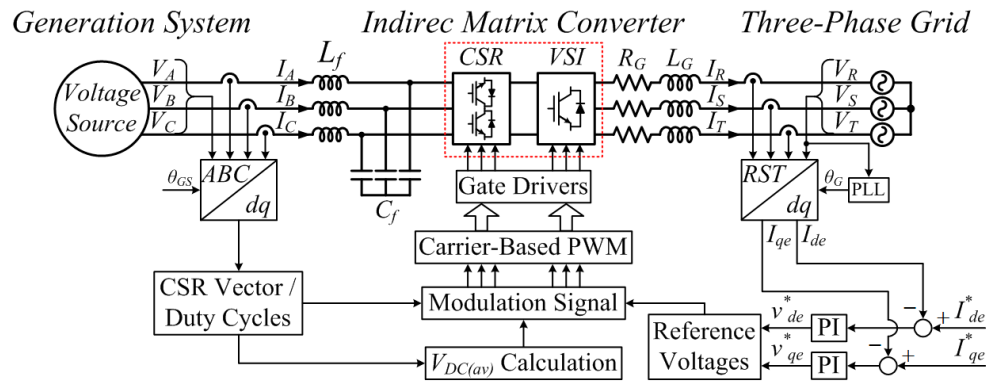 Generation System Indirec Matrix Converter Three-Phase Grid
V_A I_A L_f CSR VSI R_G L_G I_R V_R
Voltage Source
V_B I_B I_S V_S
V_C I_C I_T V_T
θ_GS ABC dq
C_f
Gate Drivers
RST dq θ_G PLL
I_qe I_de
Carrier-Based PWM
CSR Vector /
Duty Cycles
Modulation Signal
Reference
Voltages
v*_de PI − + I*_de
v*_qe PI − + I*_qe
V_DC(av) Calculation